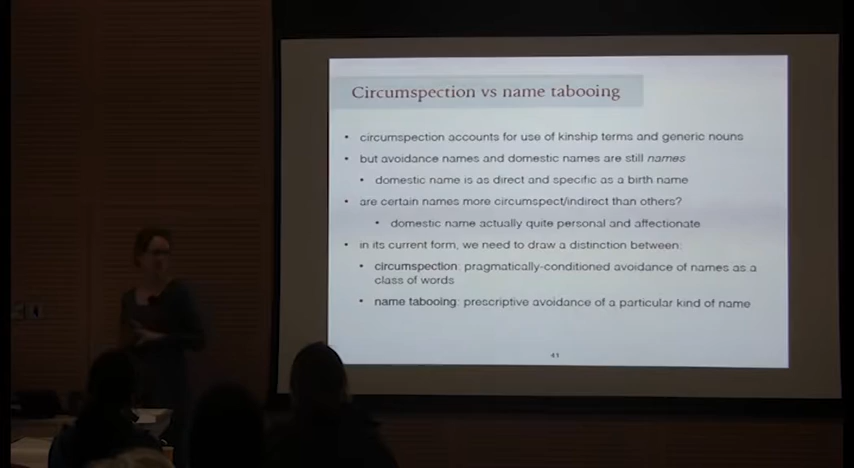 Circumspection vs name tabooing
• circumspection accounts for use of kinship terms and generic nouns
• but avoidance names and domestic names are still names
• domestic name is as direct and specific as a birth name
• are certain names more circumspect/indirect than others?
• domestic name actually quite personal and affectionate
• in its current form, we need to draw a distinction between:
• circumspection: pragmatically-conditioned avoidance of names as a
class of words
• name tabooing: prescriptive avoidance of a particular kind of name
41